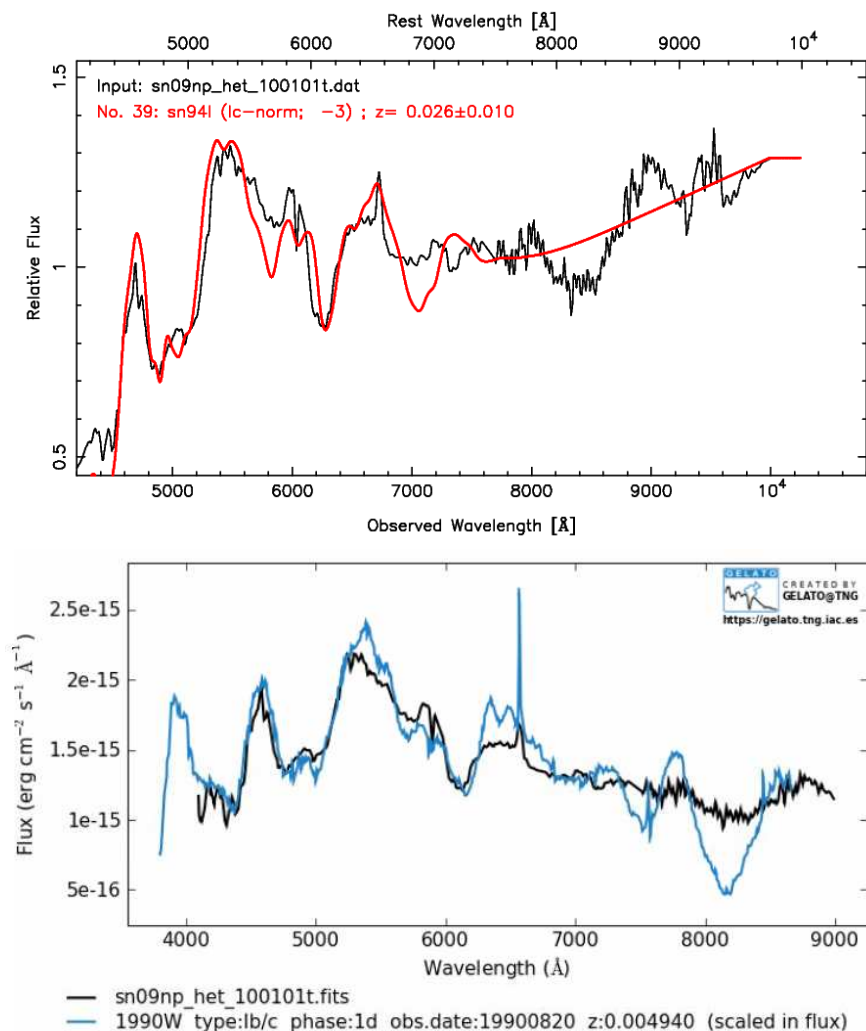 Rest Wavelength [Å]
5000 6000 7000 8000 9000 10⁴
1.5
Input: sn09np_het_100101t.dat
No. 39: sn94I (Ic-norm; -3) ; z= 0.026±0.010
Relative Flux
1
0.5
5000 6000 7000 8000 9000 10⁴
Observed Wavelength [Å]
GELATO
CREATED BY
GELATO@TNG
https://gelato.tng.iac.es
2.5e-15
2e-15
1.5e-15
1e-15
5e-16
Flux (erg cm⁻² s⁻¹ Å⁻¹)
4000 5000 6000 7000 8000 9000
Wavelength (Å)
sn09np_het_100101t.fits
1990W type:Ib/c phase:1d obs.date:19900820 z:0.004940 (scaled in flux)